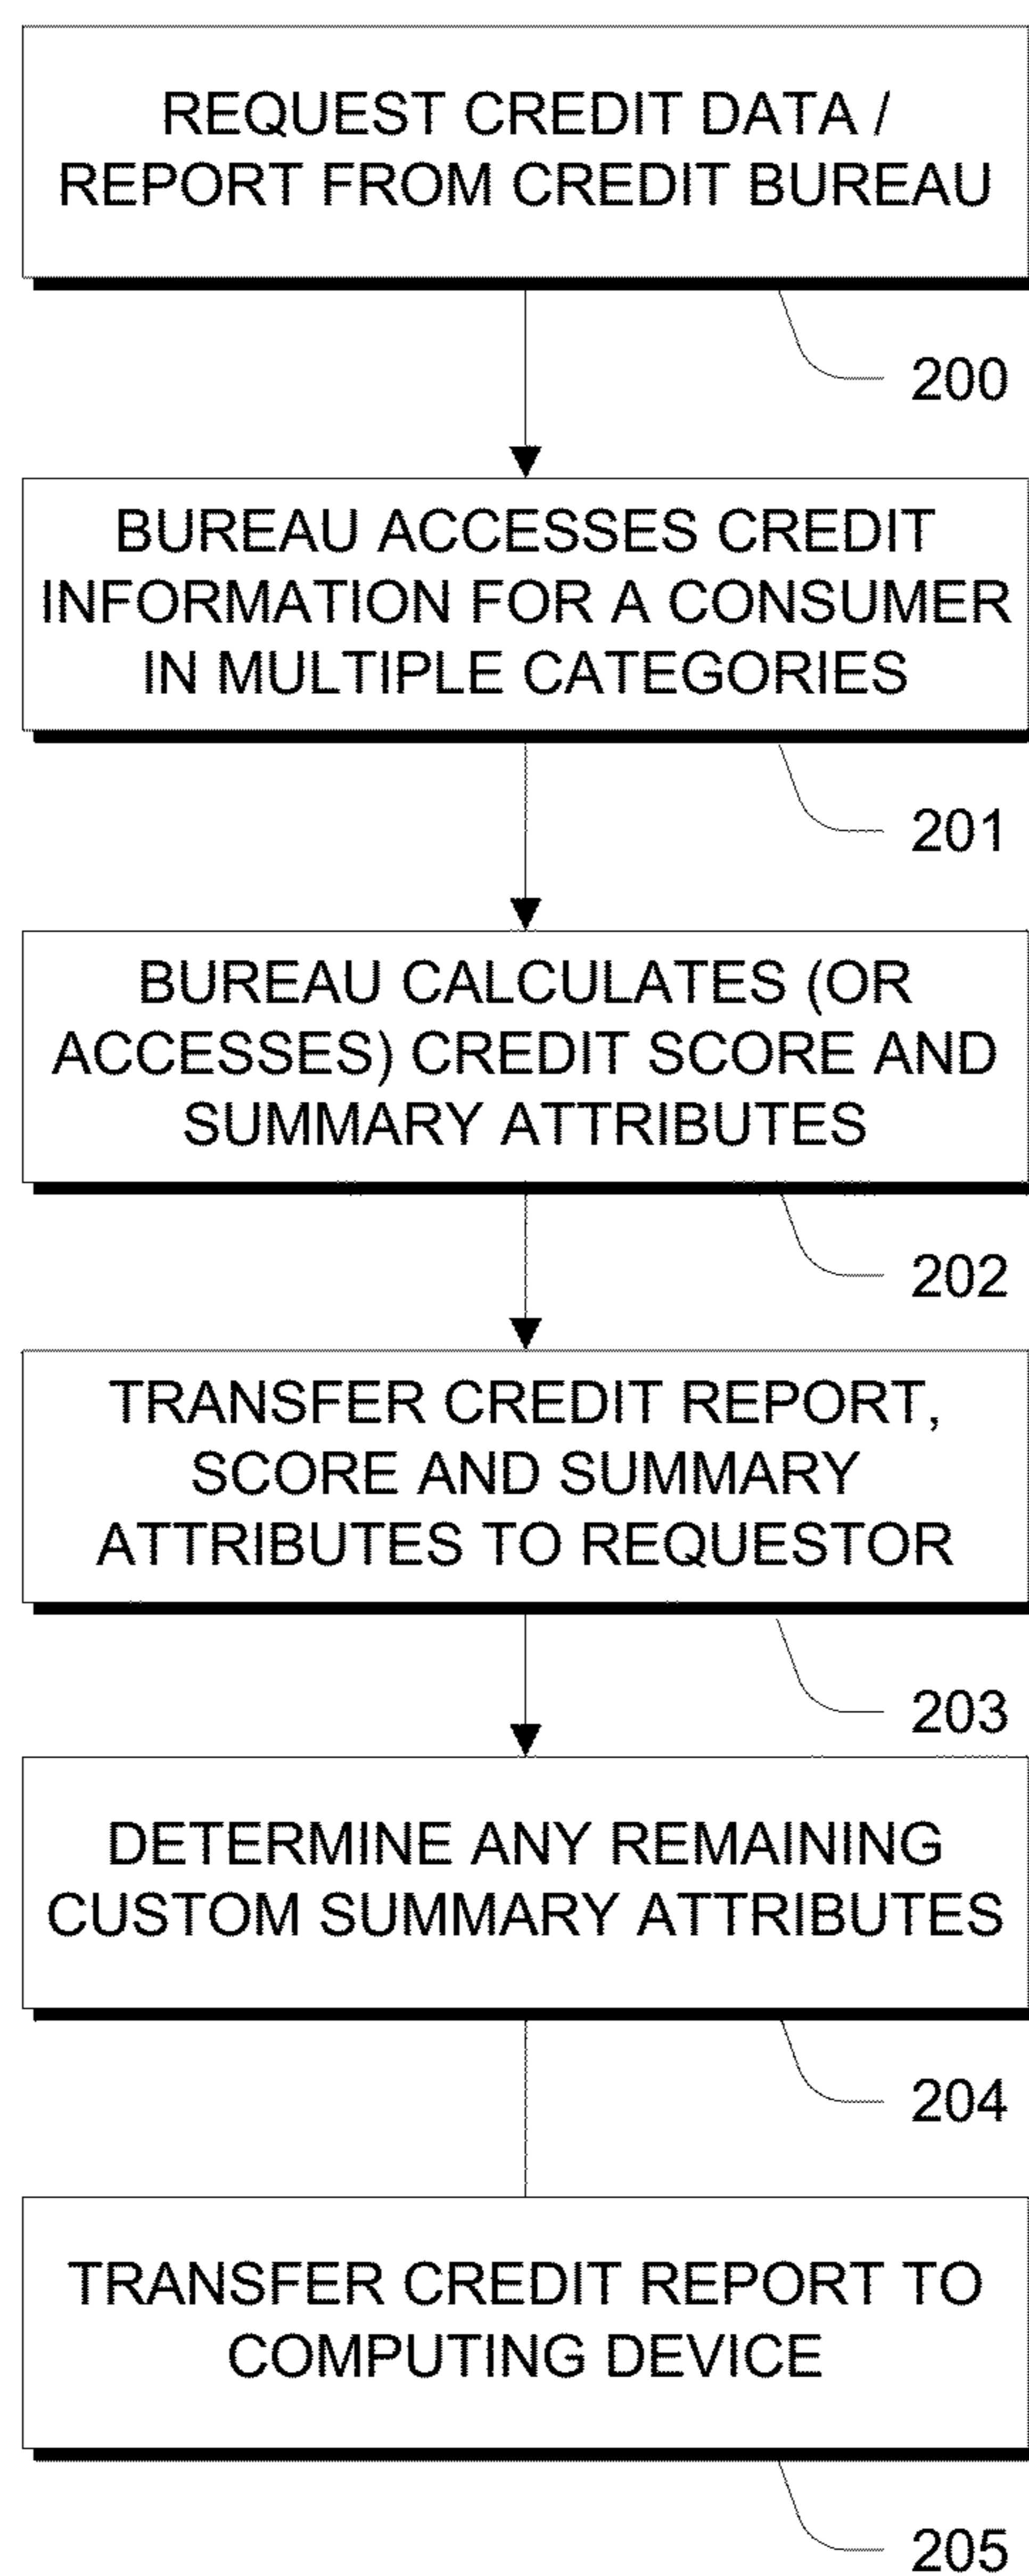 REQUEST CREDIT DATA /
REPORT FROM CREDIT BUREAU
200
BUREAU ACCESSES CREDIT
INFORMATION FOR A CONSUMER
IN MULTIPLE CATEGORIES
201
BUREAU CALCULATES (OR
ACCESSES) CREDIT SCORE AND
SUMMARY ATTRIBUTES
202
TRANSFER CREDIT REPORT,
SCORE AND SUMMARY
ATTRIBUTES TO REQUESTOR
203
DETERMINE ANY REMAINING
CUSTOM SUMMARY ATTRIBUTES
204
TRANSFER CREDIT REPORT TO
COMPUTING DEVICE
205